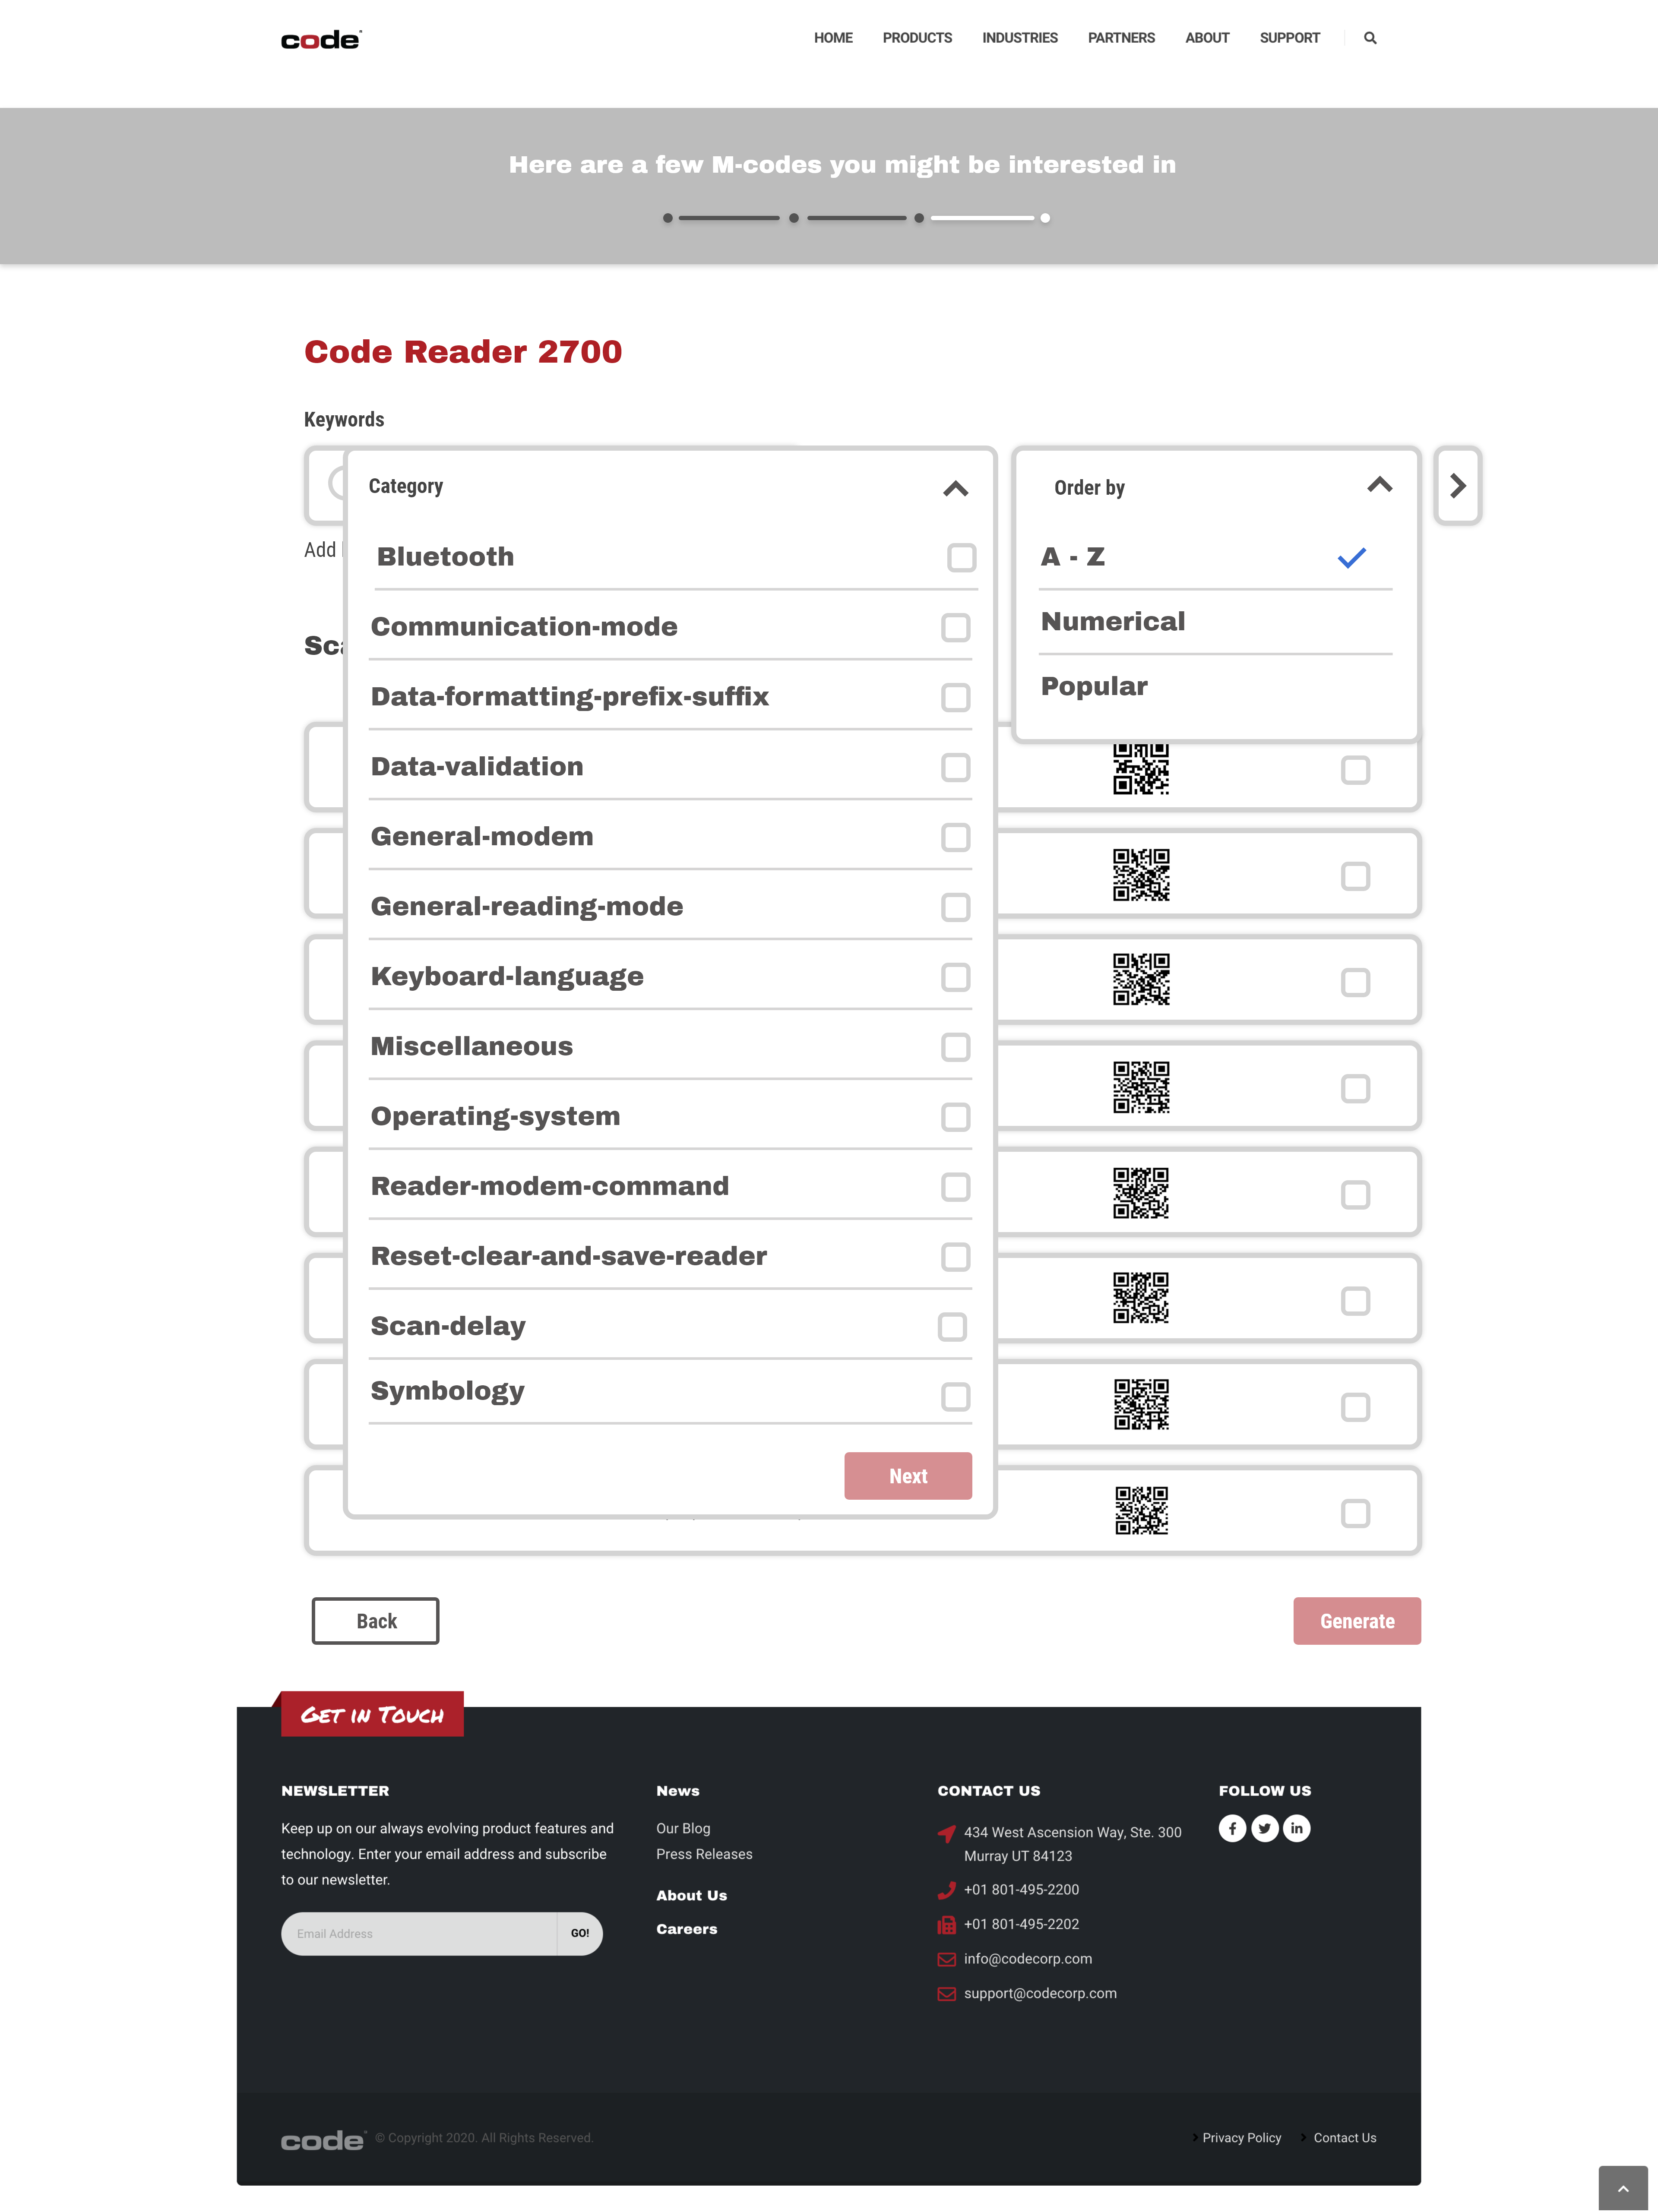 code
HOME PRODUCTS INDUSTRIES PARTNERS ABOUT SUPPORT
Here are a few M-codes you might be interested in
Code Reader 2700
Keywords
Category
Order by
Add
Bluetooth
A - Z
Communication-mode
Numerical
Data-formatting-prefix-suffix
Popular
Data-validation
General-modem
General-reading-mode
Keyboard-language
Miscellaneous
Operating-system
Reader-modem-command
Reset-clear-and-save-reader
Scan-delay
Symbology
Next
Back
Generate
GET IN TOUCH
NEWSLETTER
Keep up on our always evolving product features and
technology. Enter your email address and subscribe
to our newsletter.
Email Address
GO!
News
Our Blog
Press Releases
About Us
Careers
CONTACT US
434 West Ascension Way, Ste. 300
Murray UT 84123
+01 801-495-2200
+01 801-495-2202
info@codecorp.com
support@codecorp.com
FOLLOW US
code © Copyright 2020. All Rights Reserved.
Privacy Policy
Contact Us